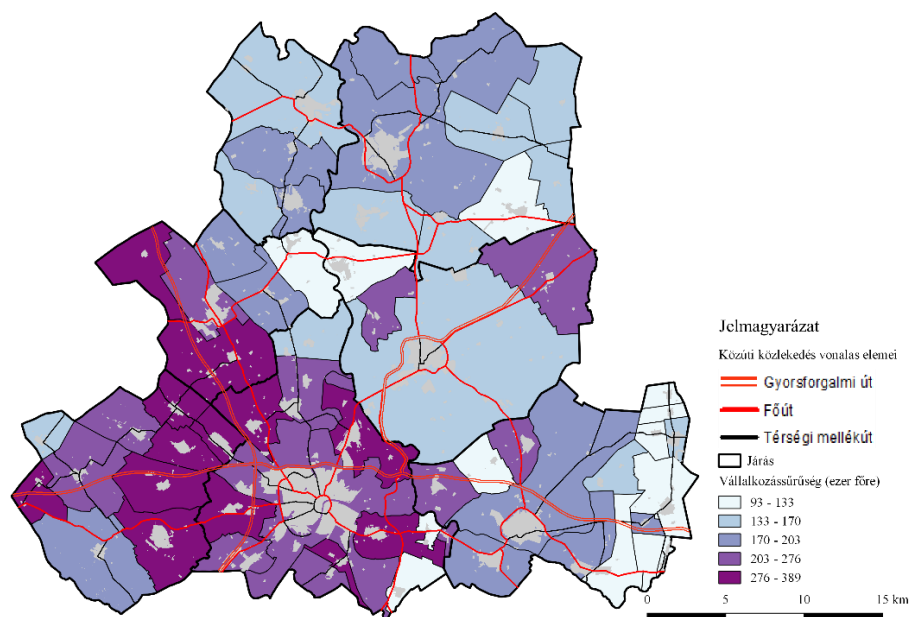 Jelmagyarázat
Közúti közlekedés vonalas elemei
Gyorsforgalmi út
Főút
Térségi mellékút
Járás
Vállalkozássűrűség (ezer főre)
93 - 133
133 - 170
170 - 203
203 - 276
276 - 389
0 5 10 15 km